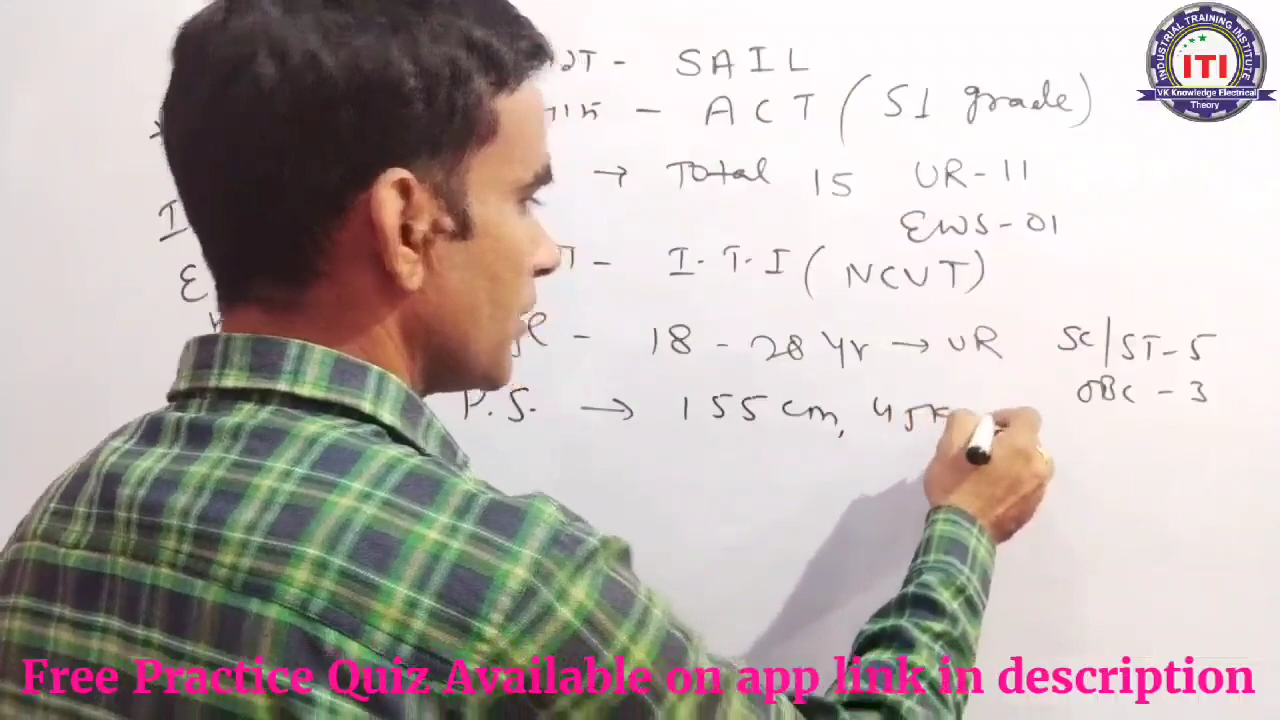 - SAIL
- ACT (S1 grade)
→ Total 15 UR-11
EWS-01
- I.T.I (NCVT)
- 18 - 28 Yr → UR SC/ST-5
OBC - 3
P.S. → 155 cm, 45K
INDUSTRIAL TRAINING INSTITUTE
ITI
VK Knowledge Electrical
Theory
Free Practice Quiz Available on app link in description